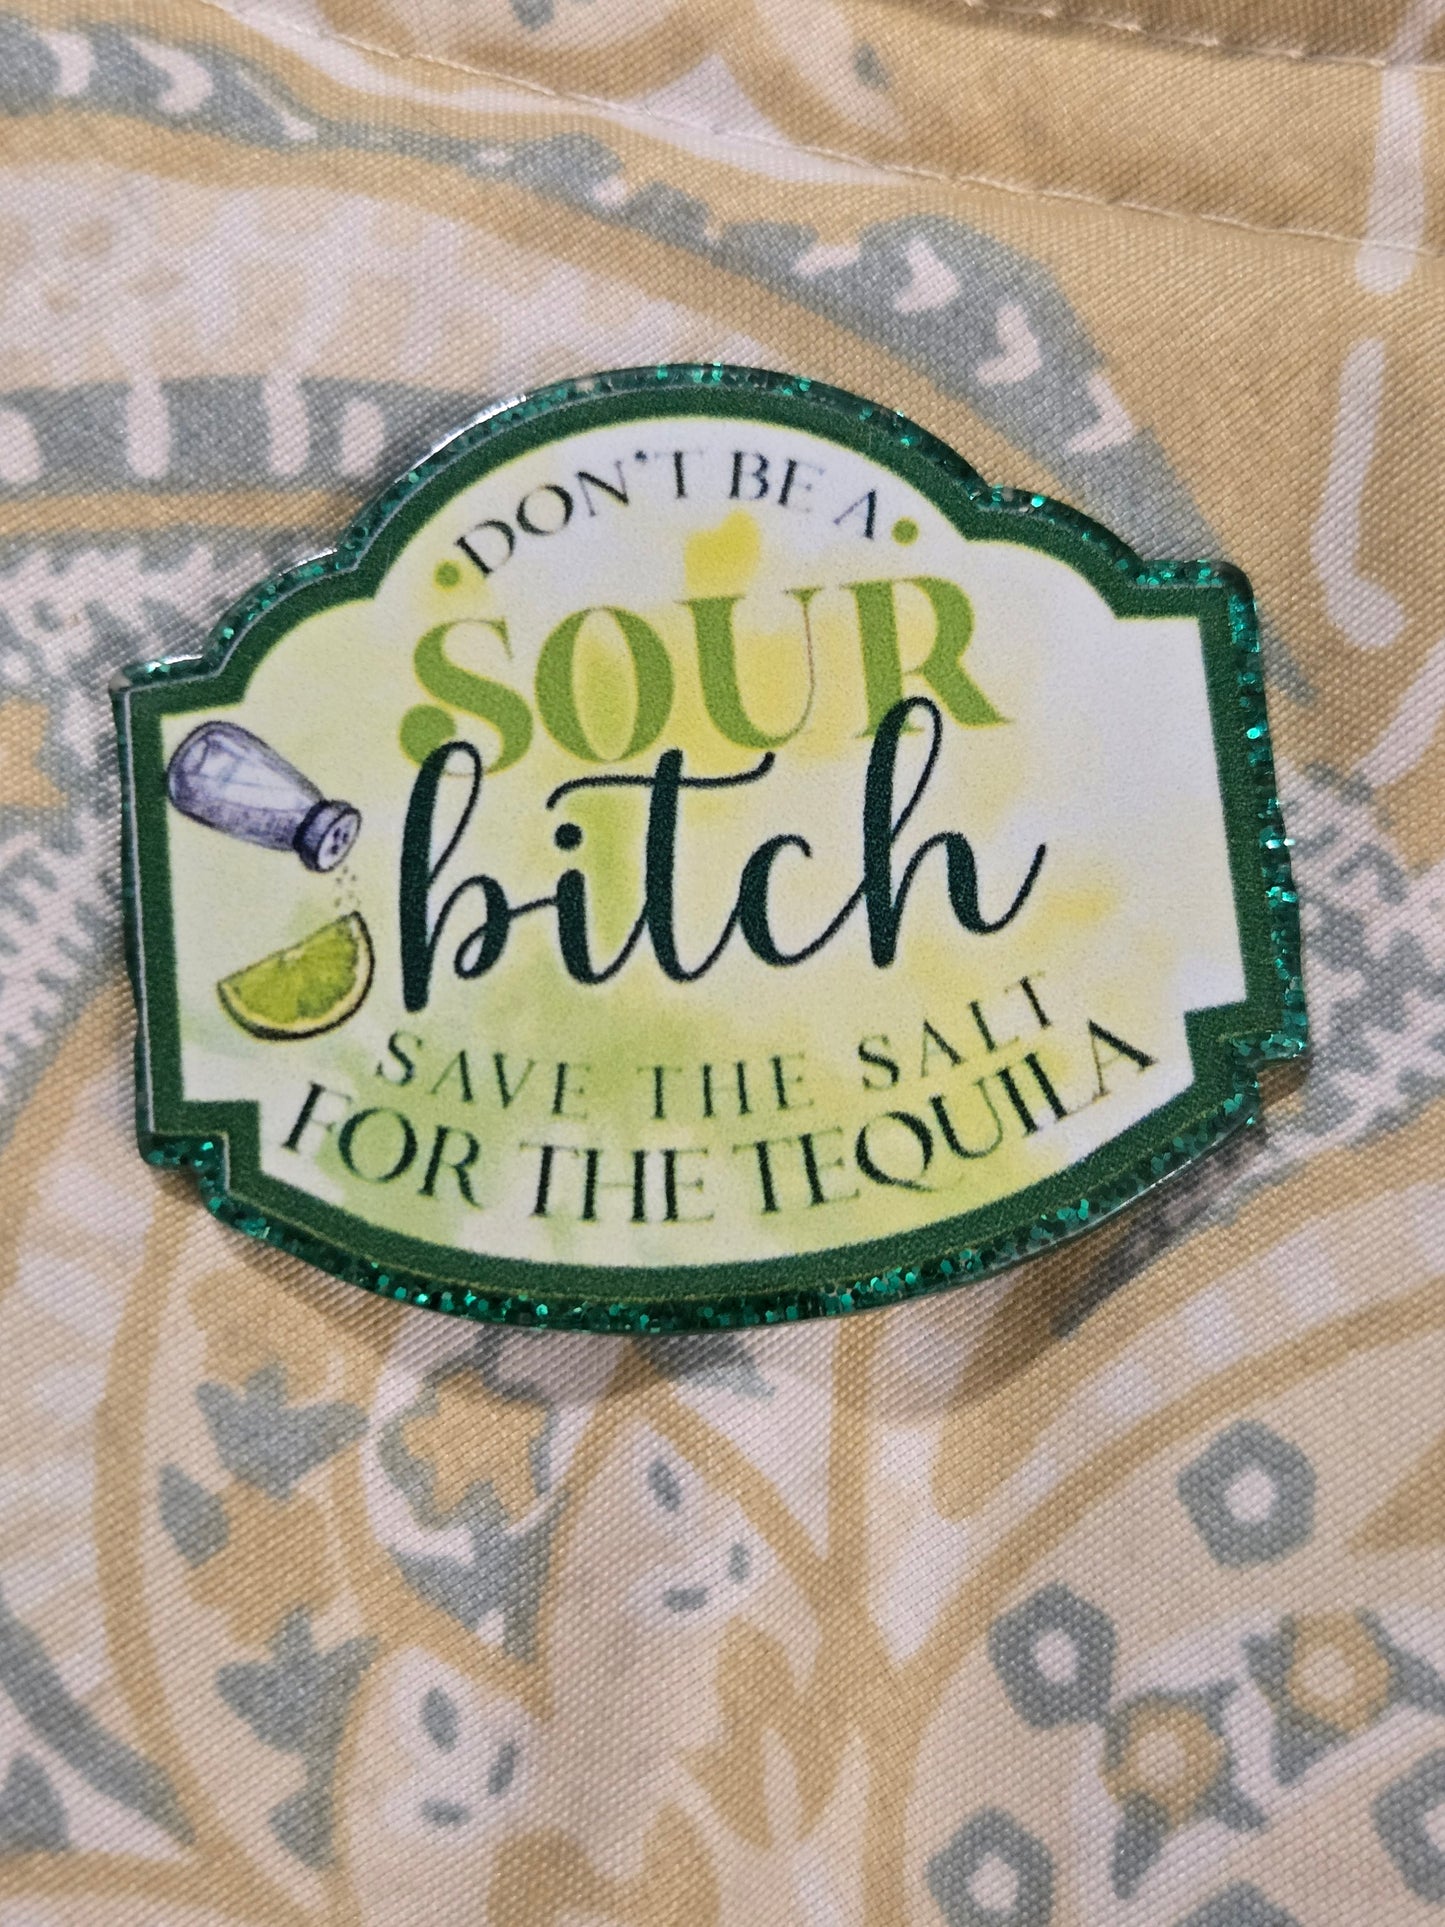 •DON'T BE A•
SOUR
bitch
SAVE THE SALT
FOR THE TEQUILA